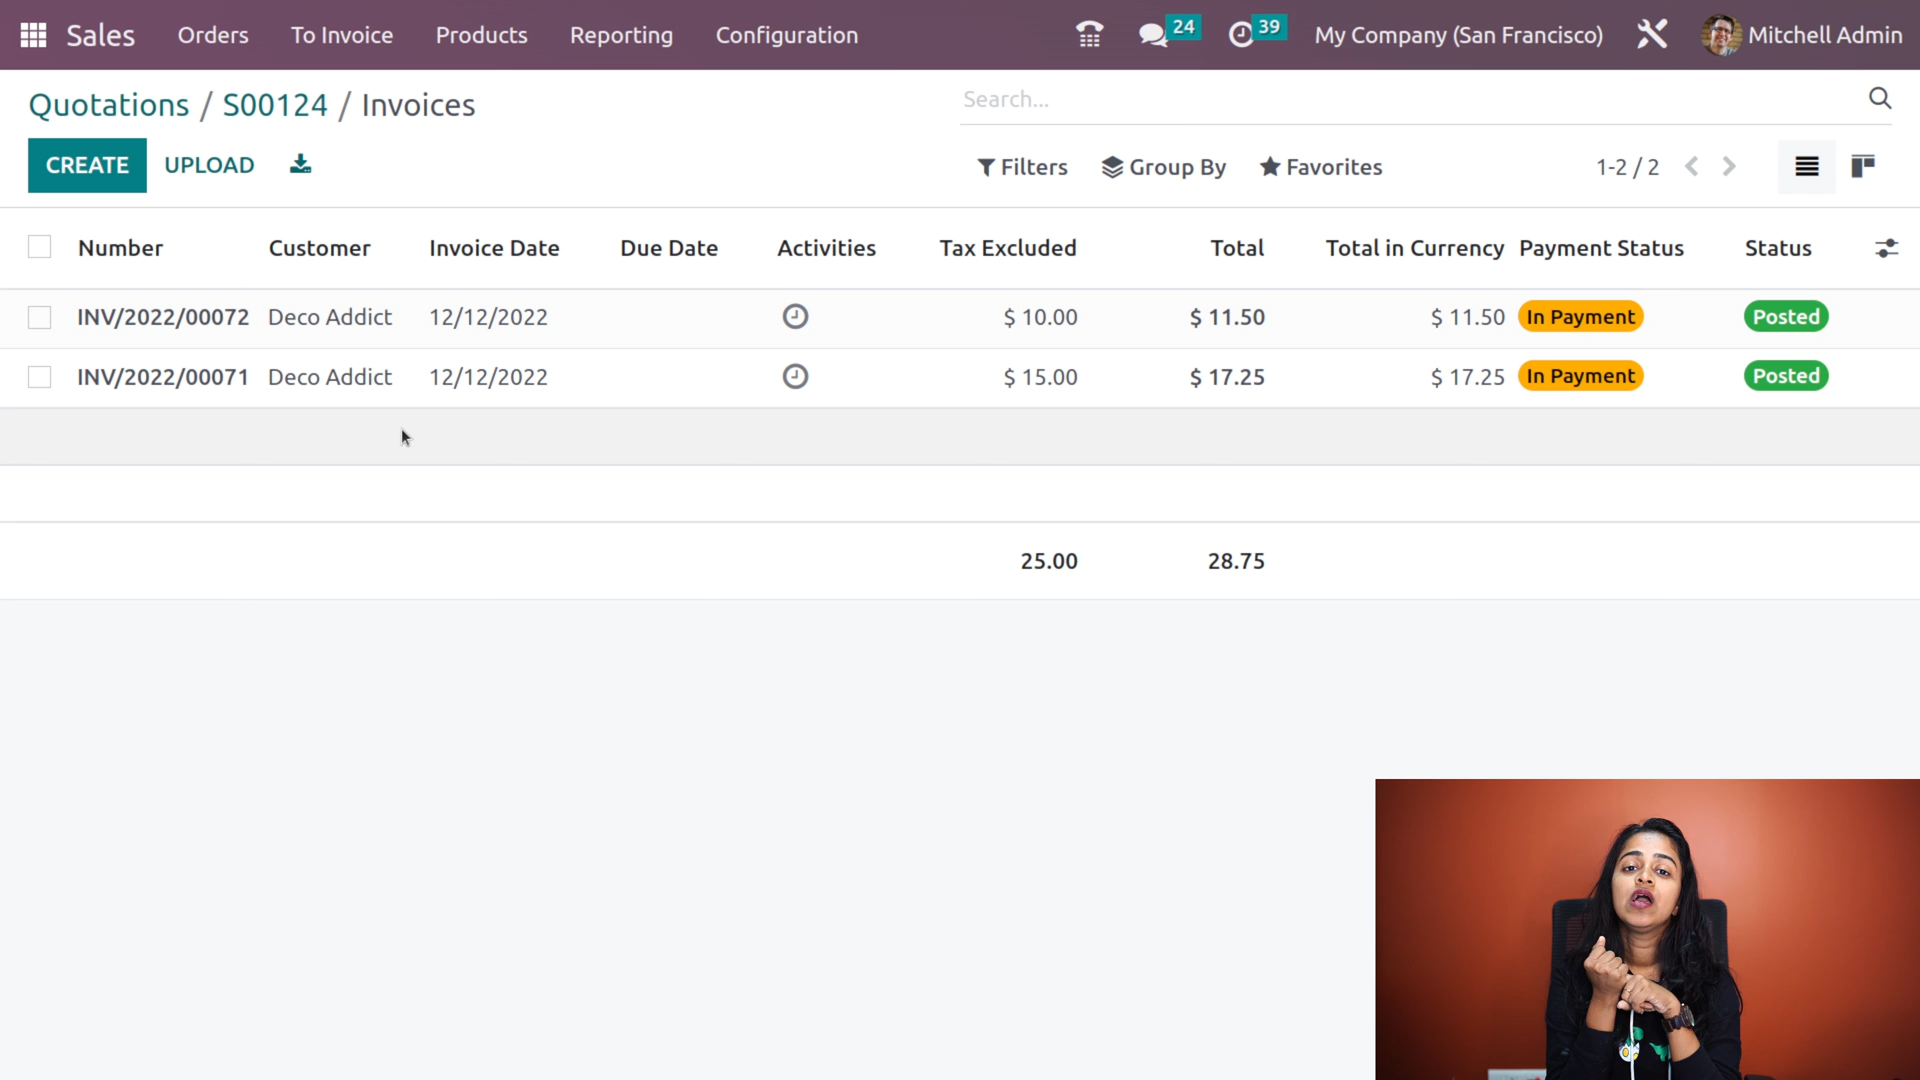 Sales Orders To Invoice Products Reporting Configuration 24 39 My Company (San Francisco) Mitchell Admin
Quotations / S00124 / Invoices
Search...
CREATE UPLOAD
Filters Group By Favorites 1-2 / 2
Number Customer Invoice Date Due Date Activities Tax Excluded Total Total in Currency Payment Status Status
INV/2022/00072 Deco Addict 12/12/2022 $ 10.00 $ 11.50 $ 11.50 In Payment Posted
INV/2022/00071 Deco Addict 12/12/2022 $ 15.00 $ 17.25 $ 17.25 In Payment Posted
25.00 28.75